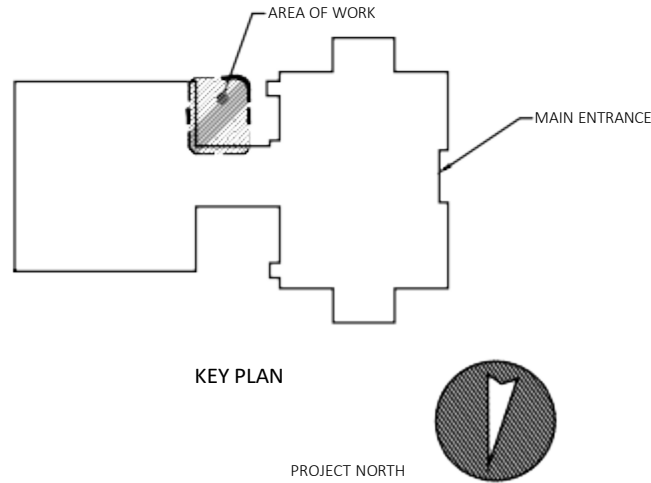 AREA OF WORK
MAIN ENTRANCE
KEY PLAN
PROJECT NORTH